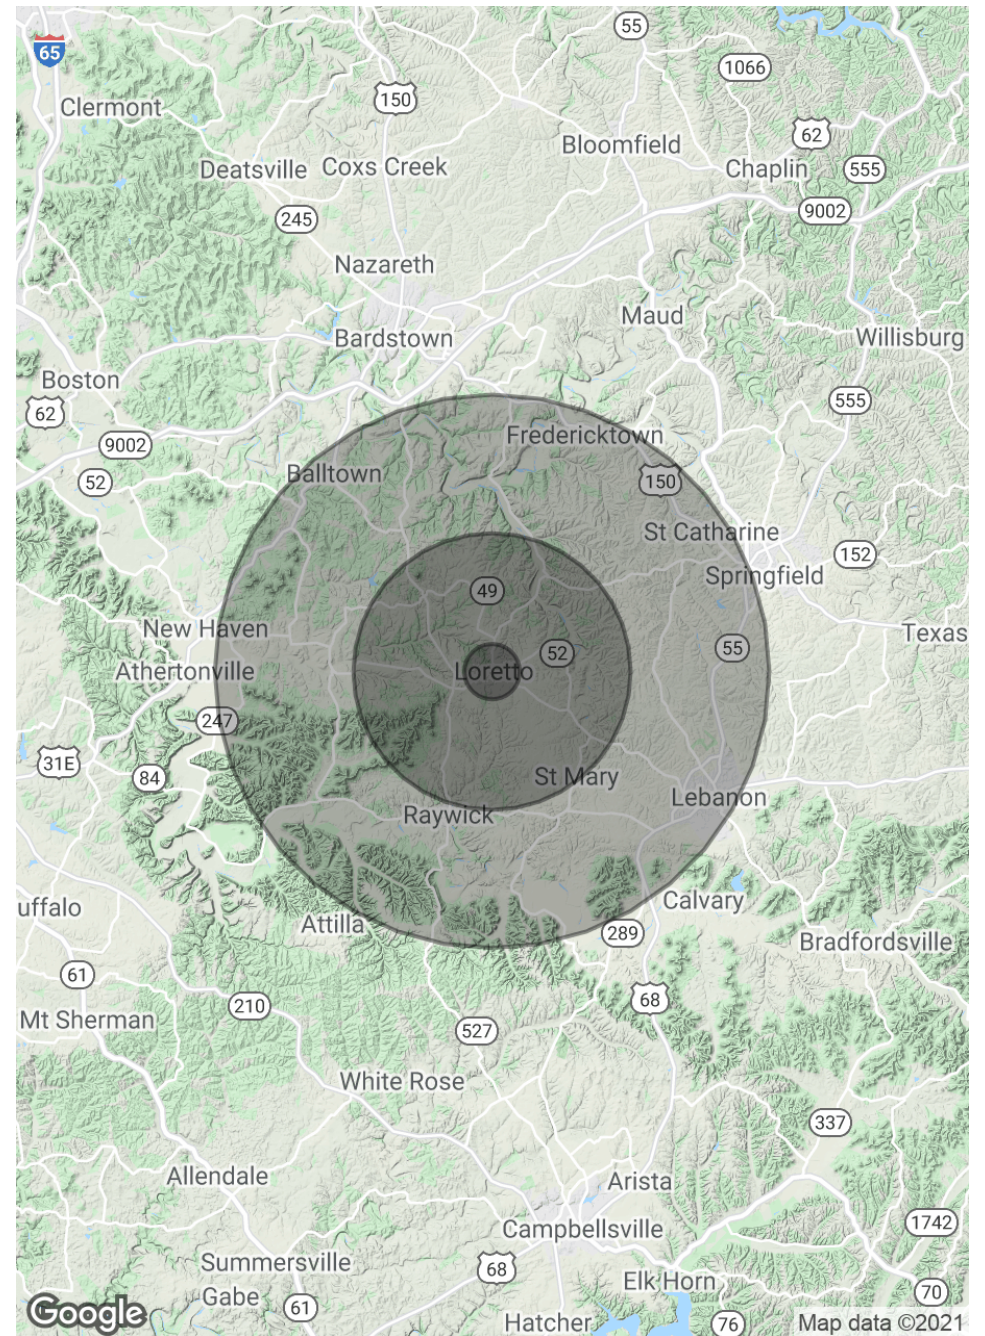 55
65
1066
150
Clermont
62
Bloomfield
Deatsville
Coxs Creek
Chaplin
555
9002
245
Nazareth
Maud
Bardstown
Willisburg
Boston
555
62
Fredericktown
9002
Balltown
150
52
St Catharine
152
Springfield
49
New Haven
Texas
52
55
Athertonville
Loretto
247
31E
84
St Mary
Lebanon
Raywick
Calvary
uffalo
Attilla
289
Bradfordsville
61
68
210
Mt Sherman
527
White Rose
337
Allendale
Arista
1742
Campbellsville
Summersville
68
Elk Horn
70
Gabe
61
Google
Hatcher
76
Map data ©2021